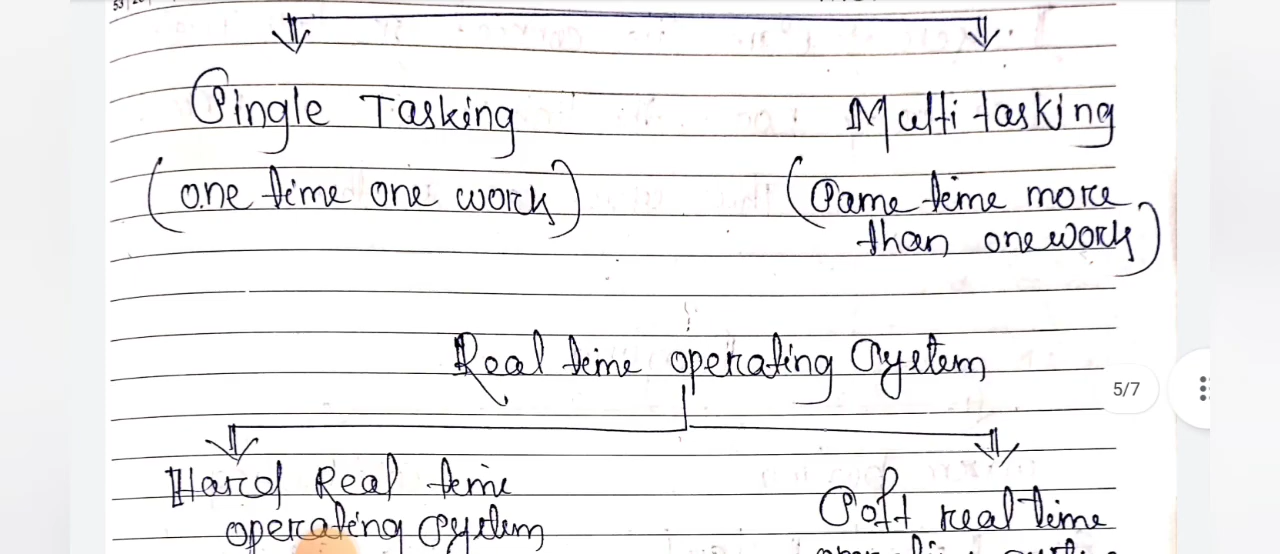 Single Tasking
Multi tasking
(one time one work)
(Same time more
than one work)
Real time operating System
5/7
Hard Real time
operating System
Soft real time